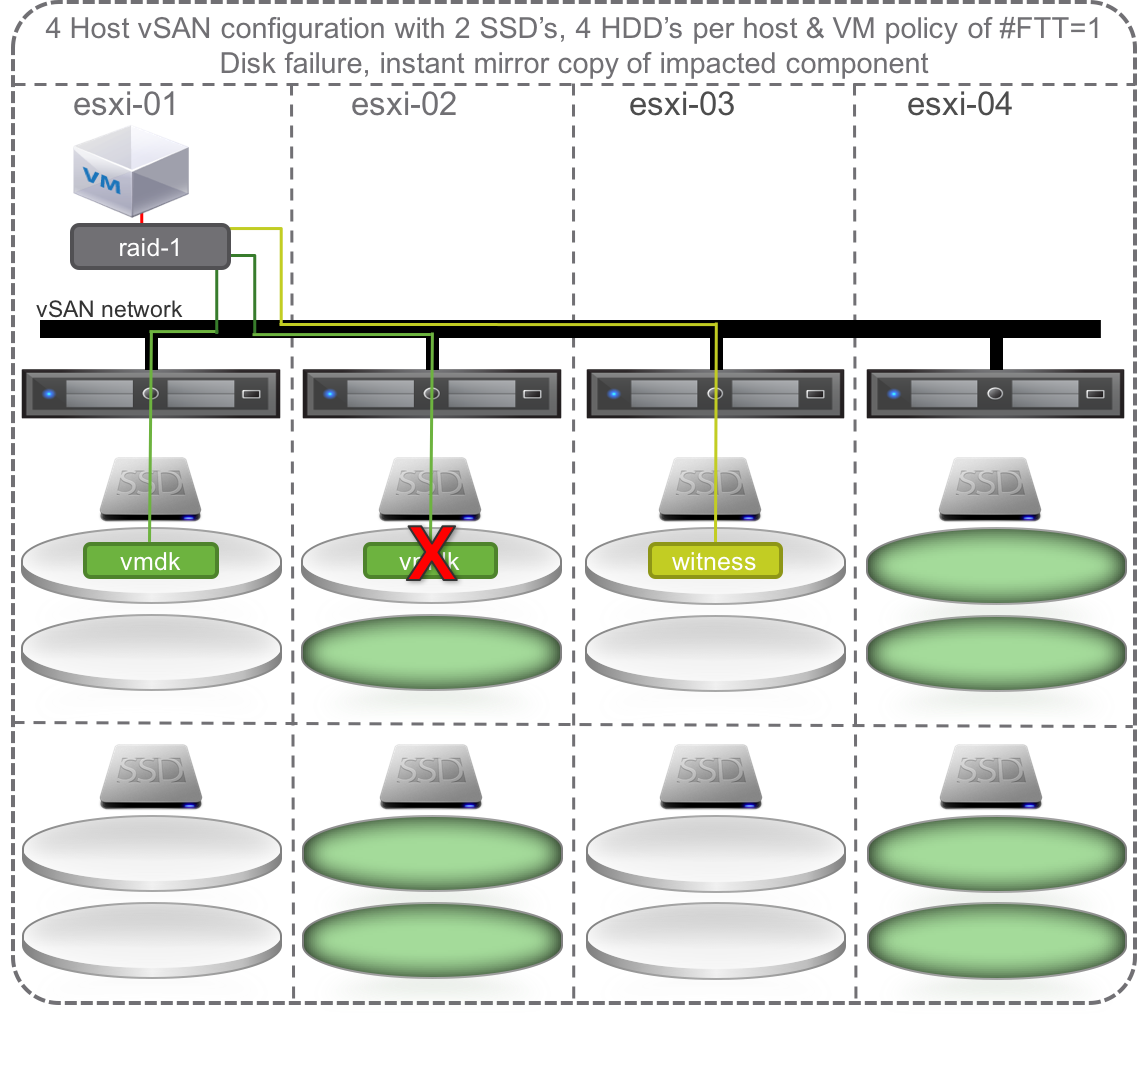 4 Host vSAN configuration with 2 SSD’s, 4 HDD’s per host & VM policy of #FTT=1
Disk failure, instant mirror copy of impacted component
esxi-01 esxi-02 esxi-03 esxi-04
VM
raid-1
vSAN network
SSD SSD SSD SSD
vmdk X witness
SSD SSD SSD SSD